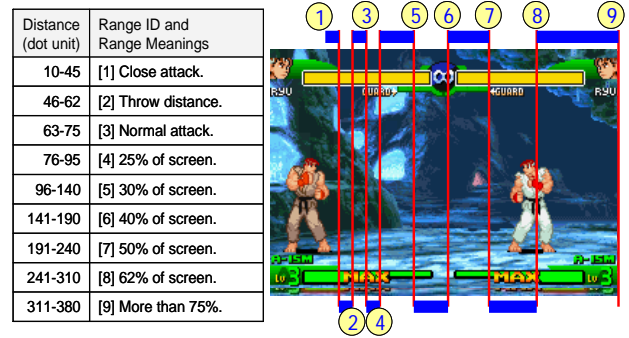 Distance (dot unit) Range ID and Range Meanings
10-45 [1] Close attack.
46-62 [2] Throw distance.
63-75 [3] Normal attack.
76-95 [4] 25% of screen.
96-140 [5] 30% of screen.
141-190 [6] 40% of screen.
191-240 [7] 50% of screen.
241-310 [8] 62% of screen.
311-380 [9] More than 75%.
1 3 5 6 7 8 9
RYU RYU
GUARD GUARD
A-ISM A-ISM
Lv 3 MAX MAX Lv 3
2 4